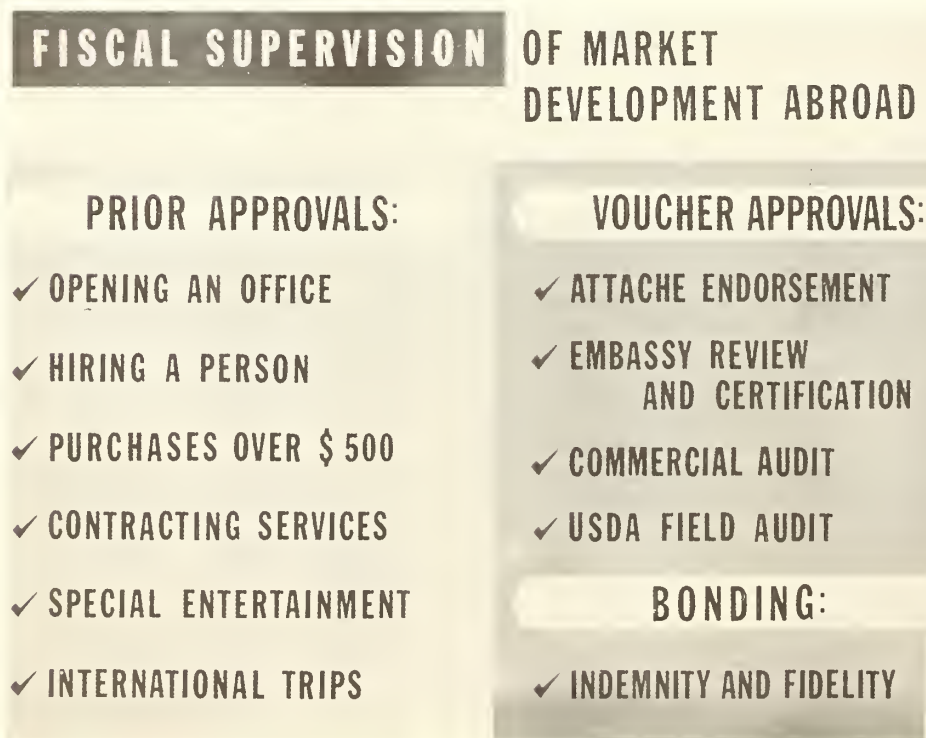 FISCAL SUPERVISION OF MARKET
DEVELOPMENT ABROAD
PRIOR APPROVALS:
✓ OPENING AN OFFICE
✓ HIRING A PERSON
✓ PURCHASES OVER $500
✓ CONTRACTING SERVICES
✓ SPECIAL ENTERTAINMENT
✓ INTERNATIONAL TRIPS
VOUCHER APPROVALS:
✓ ATTACHE ENDORSEMENT
✓ EMBASSY REVIEW
AND CERTIFICATION
✓ COMMERCIAL AUDIT
✓ USDA FIELD AUDIT
BONDING:
✓ INDEMNITY AND FIDELITY